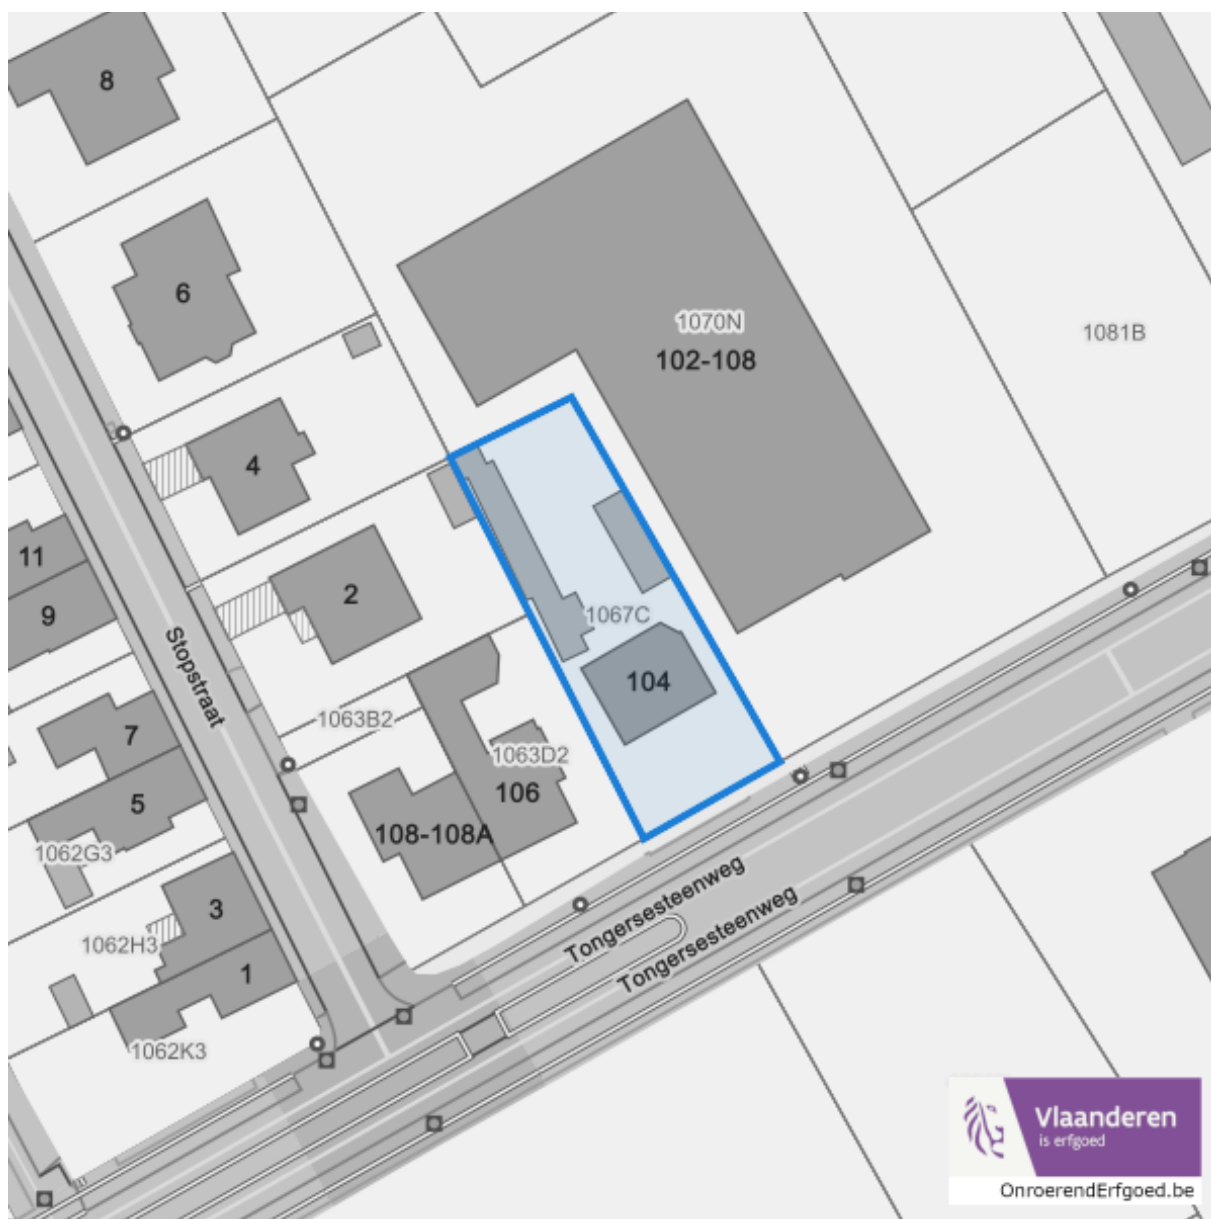 8
6
1070N
102-108
1081B
4
11
9
2
1067C
104
Stopstraat
1063B2
7
1063D2
106
5
108-108A
1062G3
3
1062H3
1
1062K3
Tongersesteenweg
Tongersesteenweg
Vlaanderen
is erfgoed
OnroerendErfgoed.be